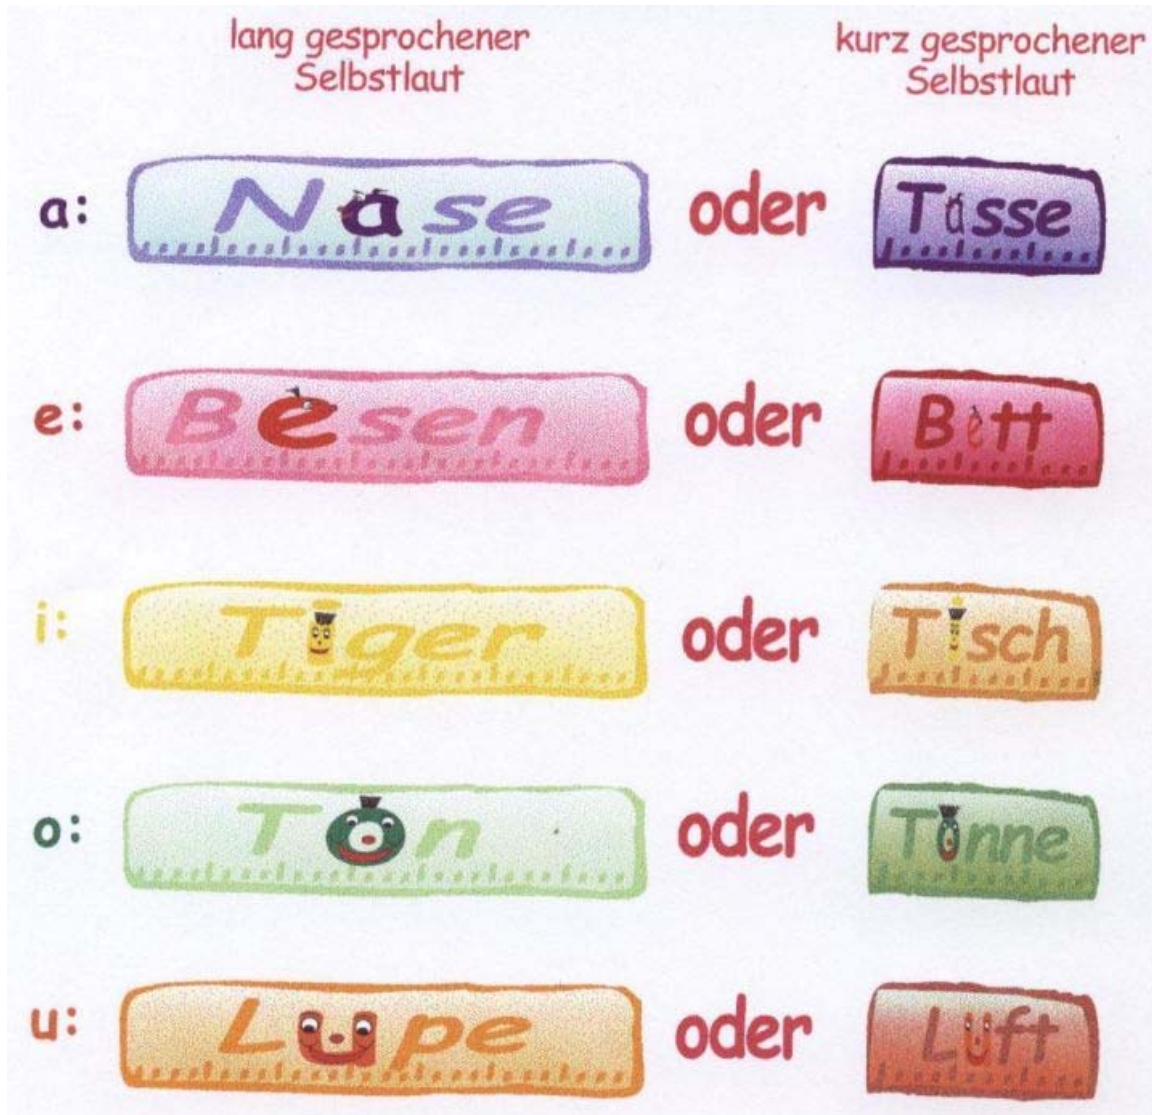 lang gesprochener
Selbstlaut
kurz gesprochener
Selbstlaut
a: Nase oder Tasse
e: Besen oder Bett
i: Tiger oder Tisch
o: Ton oder Tonne
u: Lupe oder Luft